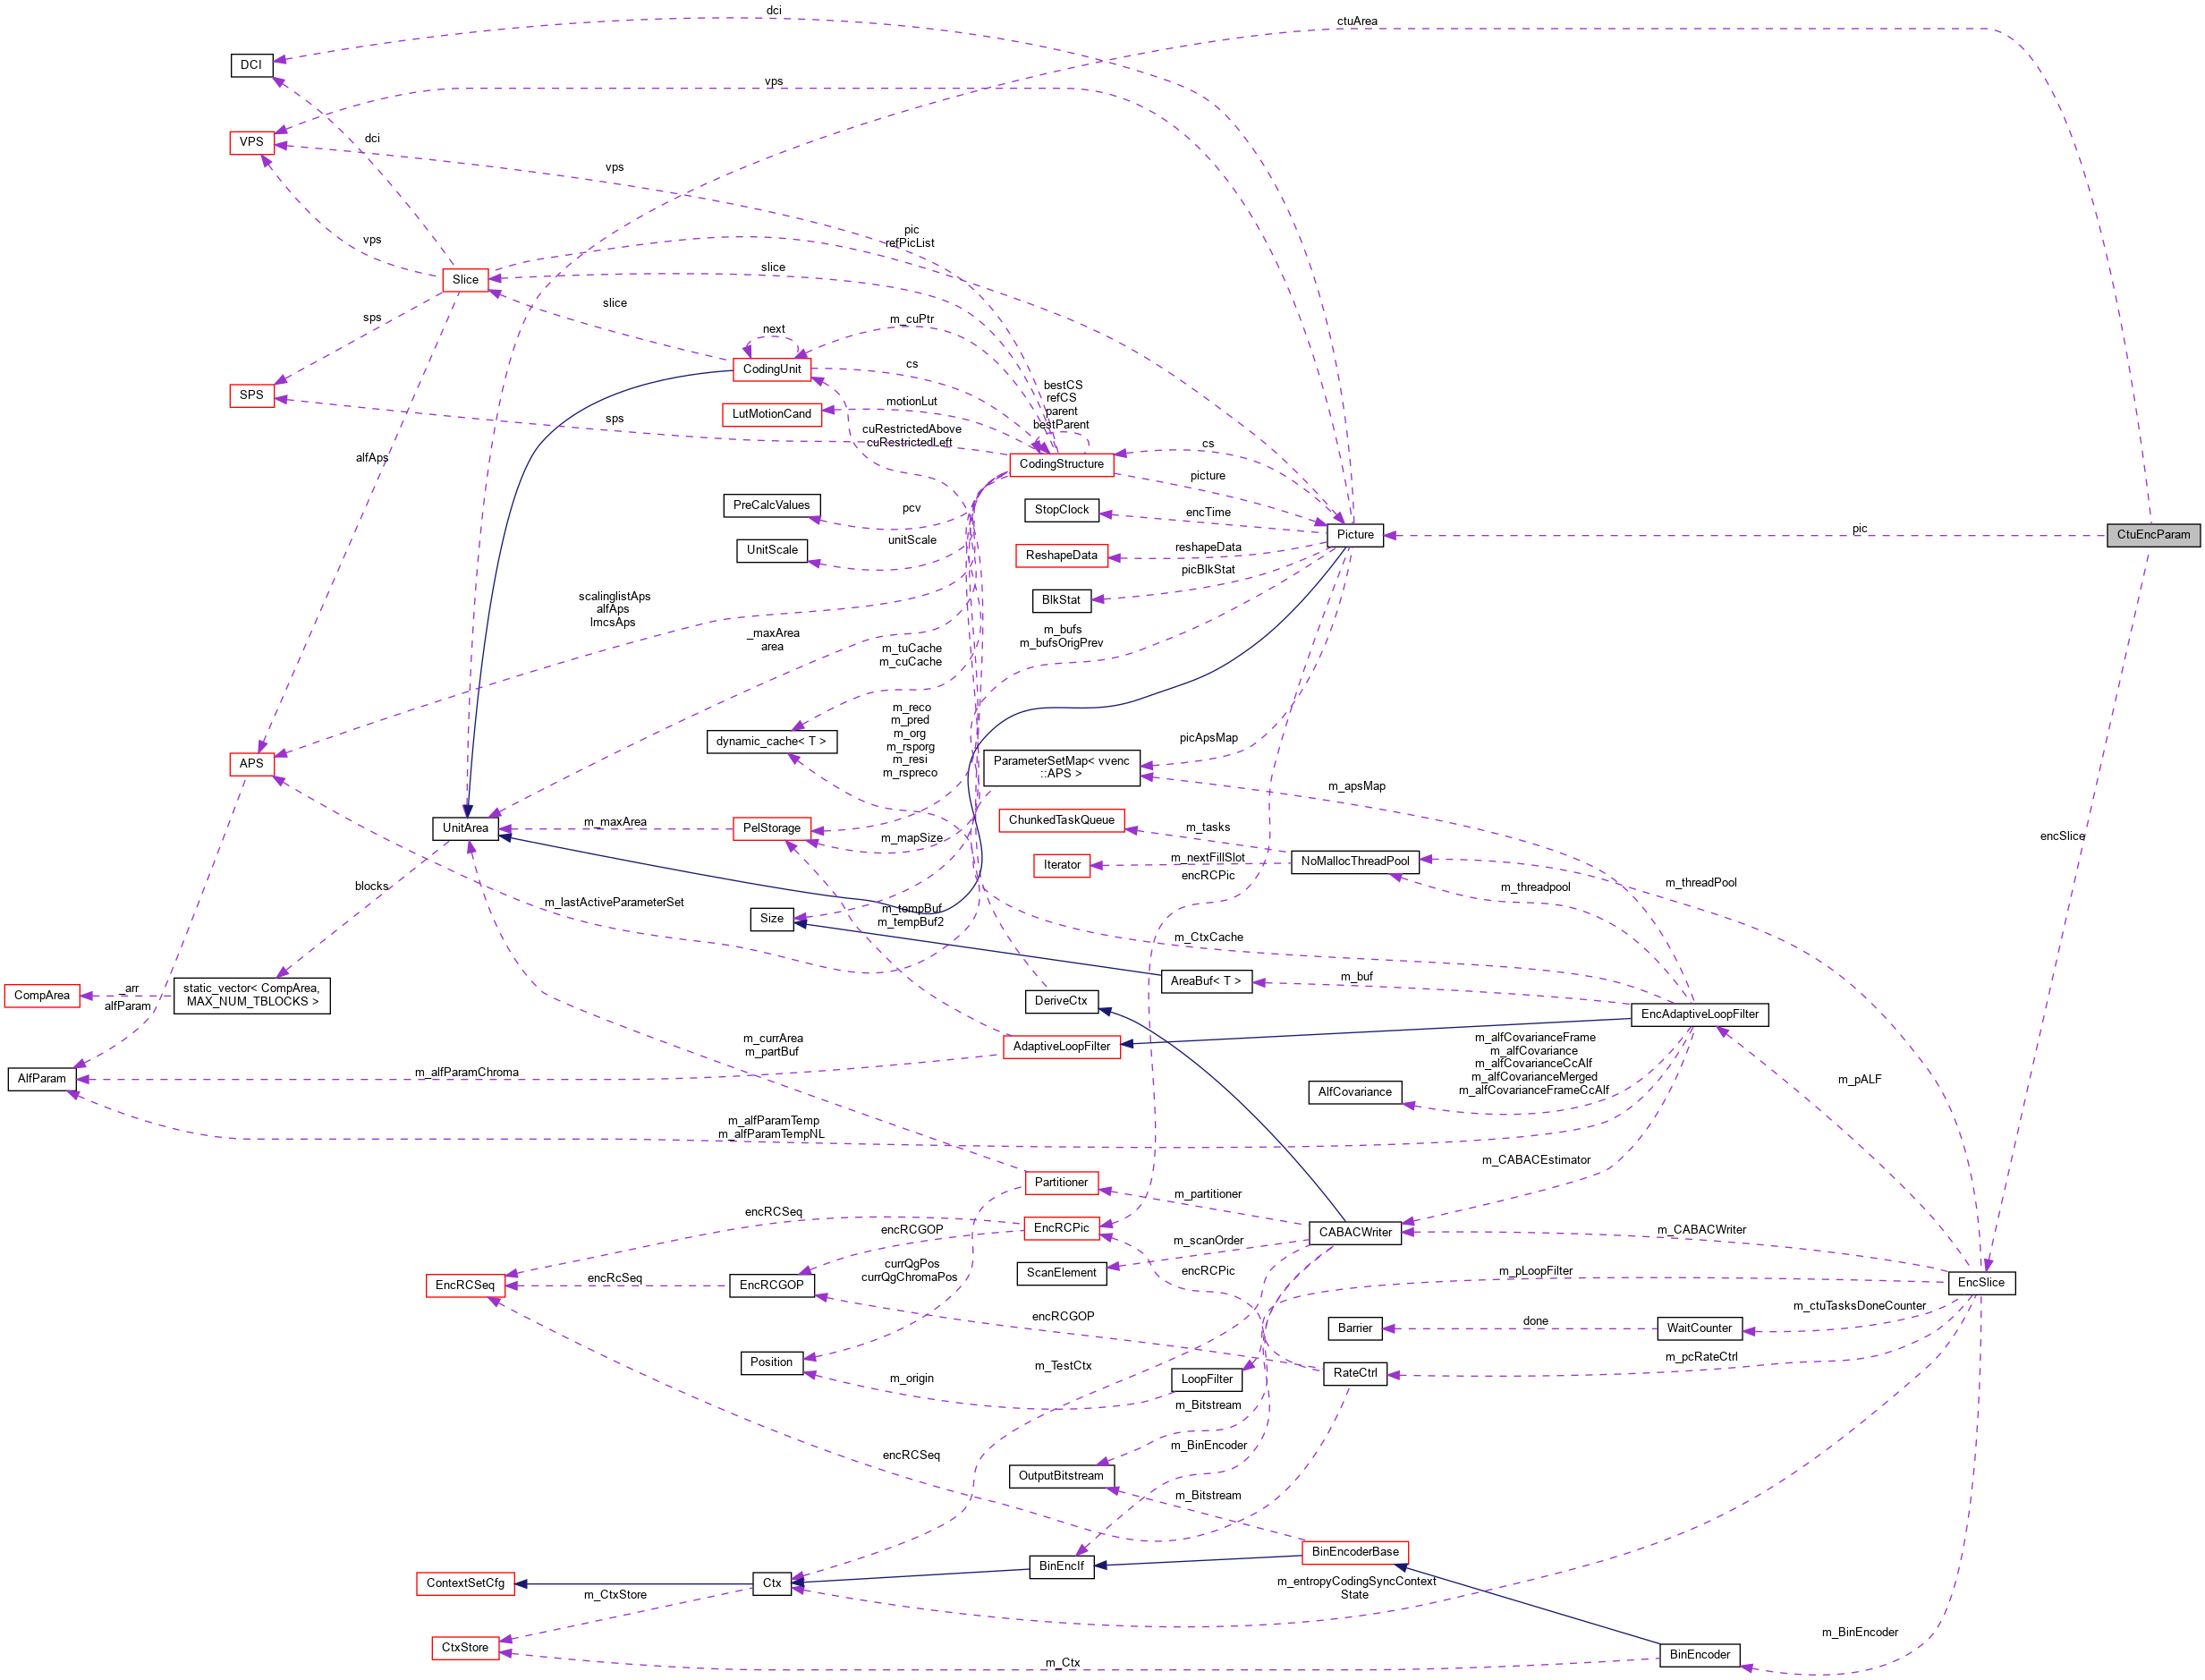 dci
ctuArea
DCI
vps
VPS
dci
vps
vps
pic
refPicList
Slice
slice
slice
sps
m_cuPtr
next
CodingUnit
cs
bestCS
refCS
parent
bestParent
SPS
LutMotionCand
motionLut
sps
cuRestrictedAbove
cuRestrictedLeft
CodingStructure
cs
picture
alfAps
PreCalcValues
pcv
StopClock
encTime
Picture
pic
CtuEncParam
UnitScale
unitScale
ReshapeData
reshapeData
picBlkStat
BlkStat
scalinglistAps
alfAps
lmcsAps
_maxArea
area
m_tuCache
m_cuCache
m_bufs
m_bufsOrigPrev
m_reco
m_pred
m_org
m_rsporg
m_resi
m_rspreco
dynamic_cache< T >
picApsMap
APS
ParameterSetMap< vvenc
::APS >
m_apsMap
ChunkedTaskQueue
m_tasks
UnitArea
m_maxArea
PelStorage
m_mapSize
encSlice
Iterator
m_nextFillSlot
NoMallocThreadPool
encRCPic
m_threadPool
blocks
m_threadpool
m_lastActiveParameterSet
Size
m_tempBuf
m_tempBuf2
m_CtxCache
CompArea
_arr
alfParam
static_vector< CompArea,
MAX_NUM_TBLOCKS >
AreaBuf< T >
m_buf
DeriveCtx
EncAdaptiveLoopFilter
m_currArea
m_partBuf
AdaptiveLoopFilter
m_alfCovarianceFrame
m_alfCovariance
m_alfCovarianceCcAlf
m_alfCovarianceMerged
m_alfCovarianceFrameCcAlf
AlfParam
m_alfParamChroma
AlfCovariance
m_pALF
m_alfParamTemp
m_alfParamTempNL
m_CABACEstimator
Partitioner
m_partitioner
encRCSeq
EncRCPic
encRCGOP
CABACWriter
m_CABACWriter
m_scanOrder
currQgPos
currQgChromaPos
ScanElement
encRCPic
m_pLoopFilter
EncSlice
EncRCSeq
encRcSeq
EncRCGOP
encRCGOP
m_ctuTasksDoneCounter
Barrier
done
WaitCounter
Position
m_origin
m_TestCtx
LoopFilter
RateCtrl
m_pcRateCtrl
m_Bitstream
encRCSeq
m_BinEncoder
OutputBitstream
m_Bitstream
BinEncoderBase
BinEncIf
ContextSetCfg
Ctx
m_CtxStore
m_entropyCodingSyncContext
State
CtxStore
m_Ctx
BinEncoder
m_BinEncoder